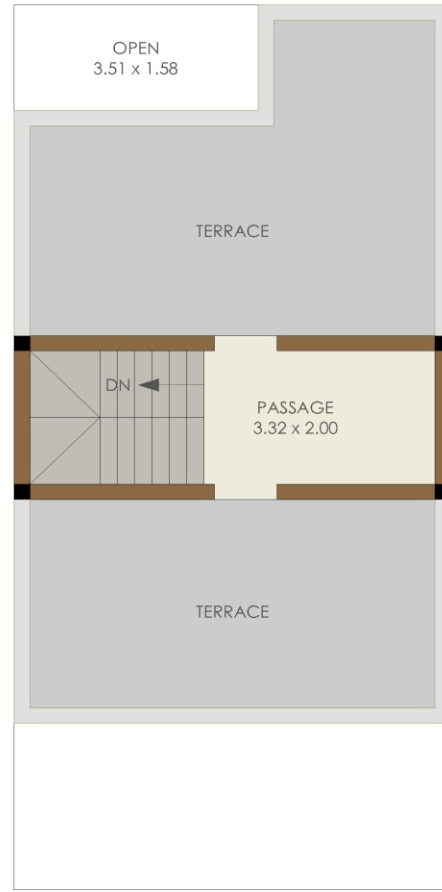 OPEN
3.51 x 1.58
TERRACE
DN
PASSAGE
3.32 x 2.00
TERRACE